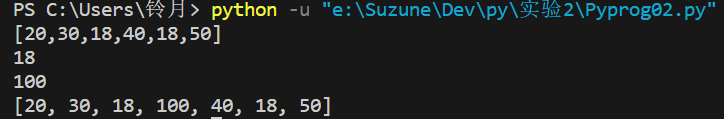 PS C:\Users\铃月> python -u "e:\Suzune\Dev\py\实验2\Pyprog02.py"
[20,30,18,40,18,50]
18
100
[20, 30, 18, 100, 40, 18, 50]